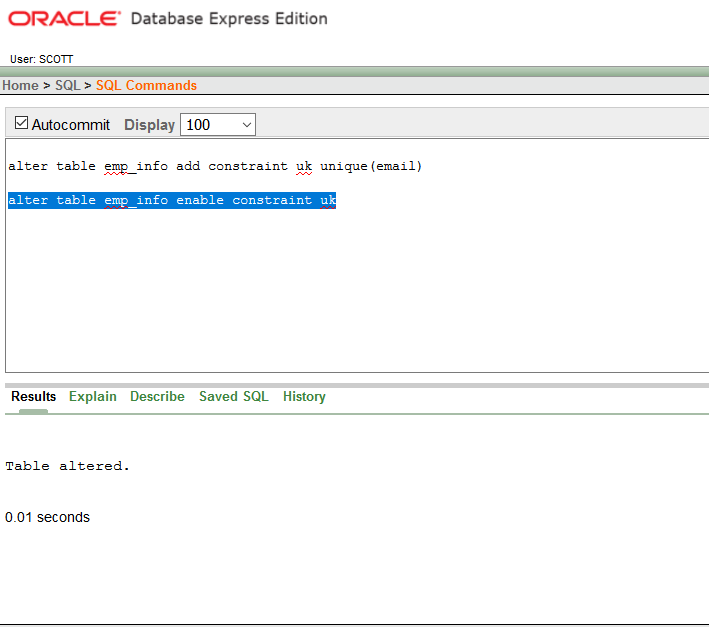 ORACLE Database Express Edition
User: SCOTT
Home > SQL > SQL Commands
Autocommit Display 100
alter table emp_info add constraint uk unique(email)
alter table emp_info enable constraint uk
Results Explain Describe Saved SQL History
Table altered.
0.01 seconds